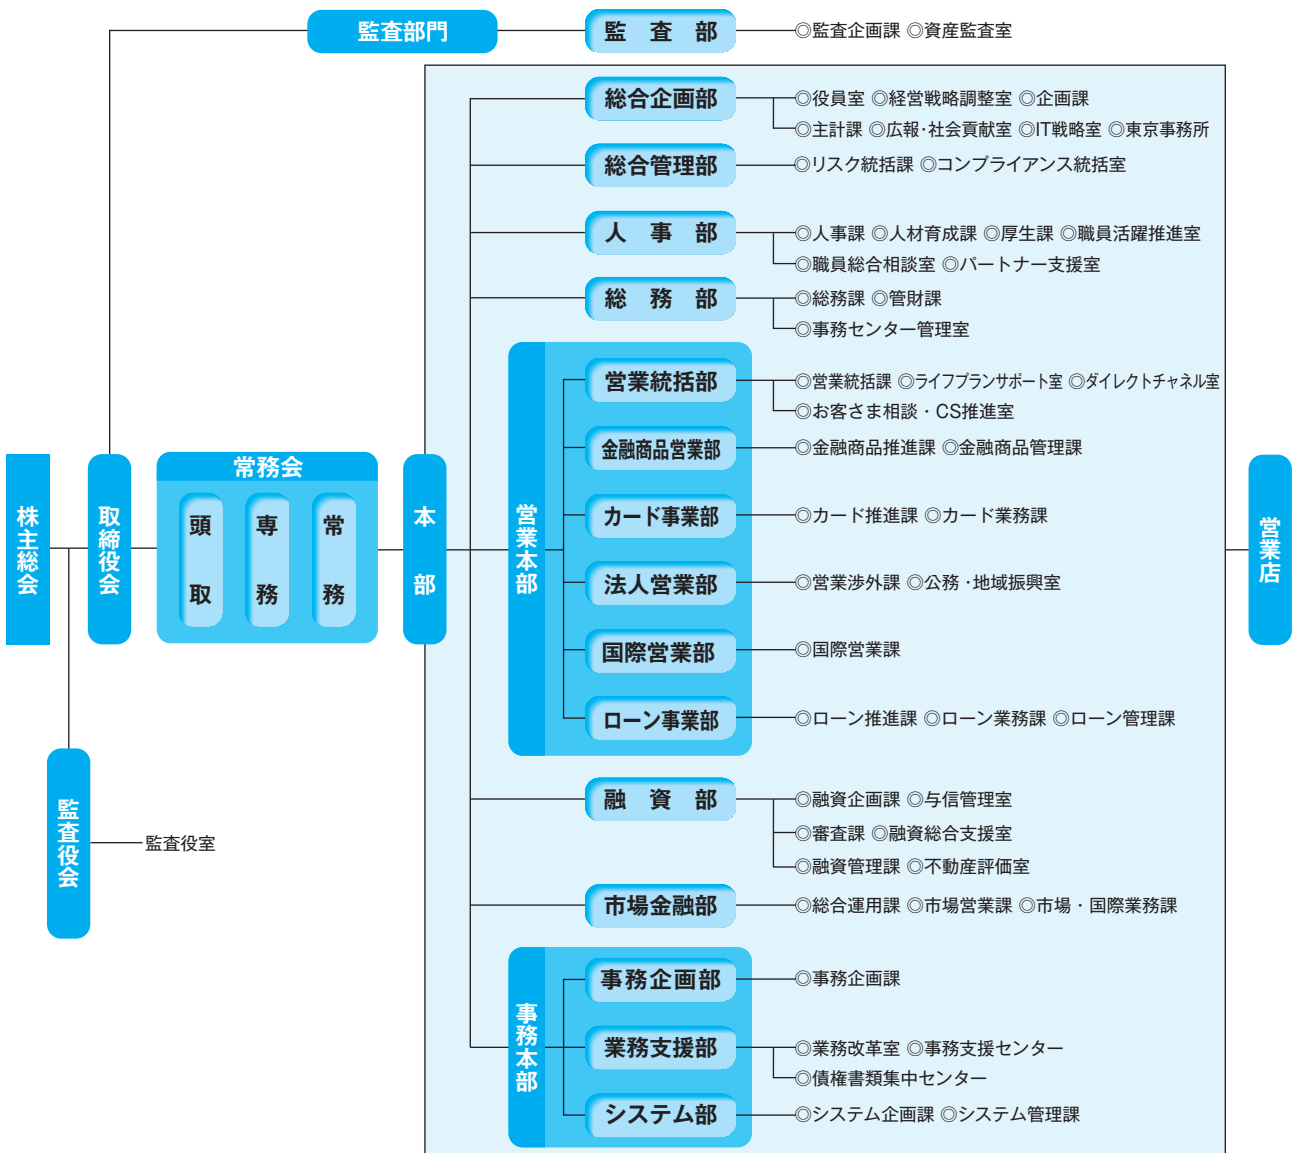 監査部門
監査部
◎監査企画課 ◎資産監査室
総合企画部
◎役員室 ◎経営戦略調整室 ◎企画課
◎主計課 ◎広報・社会貢献室 ◎IT戦略室 ◎東京事務所
総合管理部
◎リスク統括課 ◎コンプライアンス統括室
人事部
◎人事課 ◎人材育成課 ◎厚生課 ◎職員活躍推進室
◎職員総合相談室 ◎パートナー支援室
総務部
◎総務課 ◎管財課
◎事務センター管理室
営業本部
営業統括部
◎営業統括課 ◎ライフプランサポート室 ◎ダイレクトチャネル室
◎お客さま相談・CS推進室
金融商品営業部
◎金融商品推進課 ◎金融商品管理課
カード事業部
◎カード推進課 ◎カード業務課
法人営業部
◎営業渉外課 ◎公務・地域振興室
国際営業部
◎国際営業課
ローン事業部
◎ローン推進課 ◎ローン業務課 ◎ローン管理課
株主総会
取締役会
常務会
頭取
専務
常務
本部
営業店
監査役会
監査役室
融資部
◎融資企画課 ◎与信管理室
◎審査課 ◎融資総合支援室
◎融資管理課 ◎不動産評価室
市場金融部
◎総合運用課 ◎市場営業課 ◎市場・国際業務課
事務本部
事務企画部
◎事務企画課
業務支援部
◎業務改革室 ◎事務支援センター
◎債権書類集中センター
システム部
◎システム企画課 ◎システム管理課